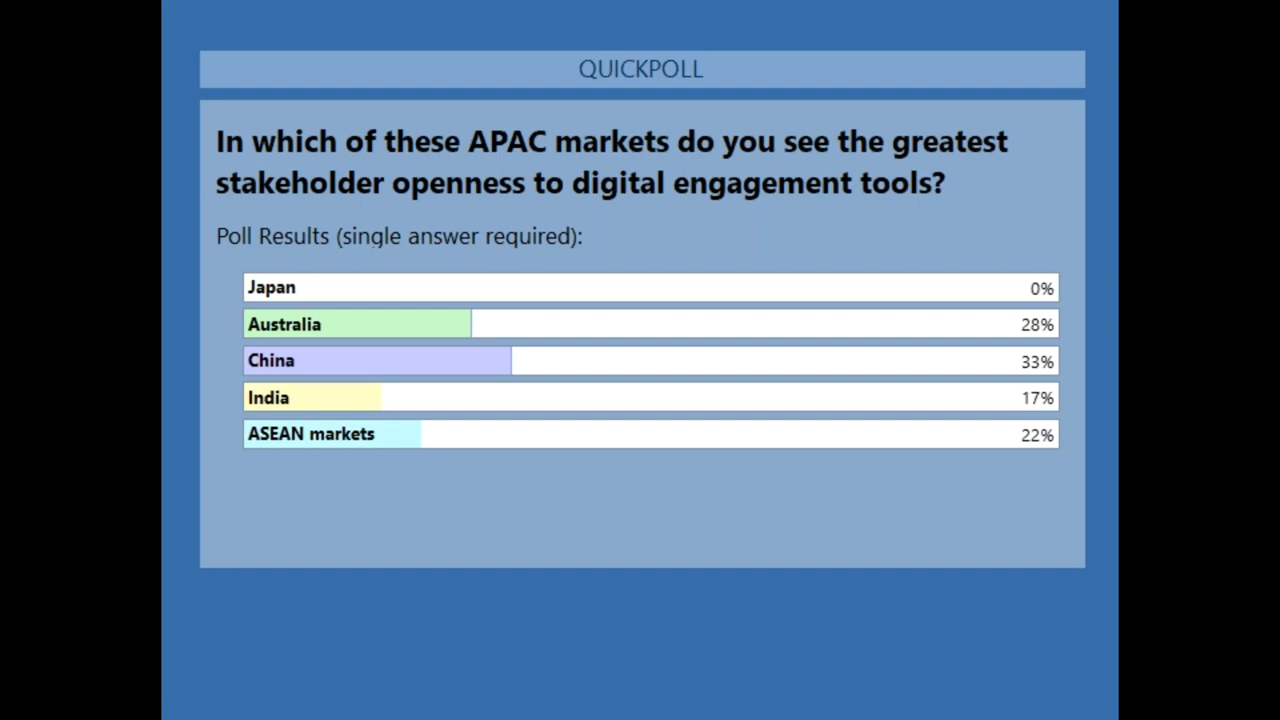 QUICKPOLL
In which of these APAC markets do you see the greatest
stakeholder openness to digital engagement tools?
Poll Results (single answer required):
Japan 0%
Australia 28%
China 33%
India 17%
ASEAN markets 22%